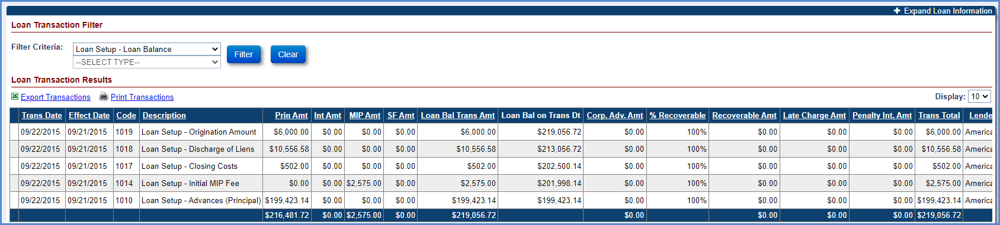 Expand Loan Information
Loan Transaction Filter
Filter Criteria: Loan Setup - Loan Balance Filter Clear
--SELECT TYPE--
Loan Transaction Results
Export Transactions Print Transactions Display: 10
Trans Date Effect Date Code Description Prin Amt Int Amt MIP Amt SF Amt Loan Bal Trans Amt Loan Bal on Trans Dt Corp. Adv. Amt % Recoverable Recoverable Amt Late Charge Amt Penalty Int. Amt Trans Total Lende
09/22/2015 09/21/2015 1019 Loan Setup - Origination Amount $6,000.00 $0.00 $0.00 $0.00 $6,000.00 $219,056.72 $0.00 100% $0.00 $0.00 $0.00 $6,000.00 America
09/22/2015 09/21/2015 1018 Loan Setup - Discharge of Liens $10,556.58 $0.00 $0.00 $0.00 $10,556.58 $213,056.72 $0.00 100% $0.00 $0.00 $0.00 $10,556.58 America
09/22/2015 09/21/2015 1017 Loan Setup - Closing Costs $502.00 $0.00 $0.00 $0.00 $502.00 $202,500.14 $0.00 100% $0.00 $0.00 $0.00 $502.00 America
09/22/2015 09/21/2015 1014 Loan Setup - Initial MIP Fee $0.00 $0.00 $2,575.00 $0.00 $2,575.00 $201,998.14 $0.00 100% $0.00 $0.00 $0.00 $2,575.00 America
09/22/2015 09/21/2015 1010 Loan Setup - Advances (Principal) $199,423.14 $0.00 $0.00 $0.00 $199,423.14 $199,423.14 $0.00 100% $0.00 $0.00 $0.00 $199,423.14 America
$216,481.72 $0.00 $2,575.00 $0.00 $219,056.72 $0.00 $0.00 $0.00 $0.00 $219,056.72